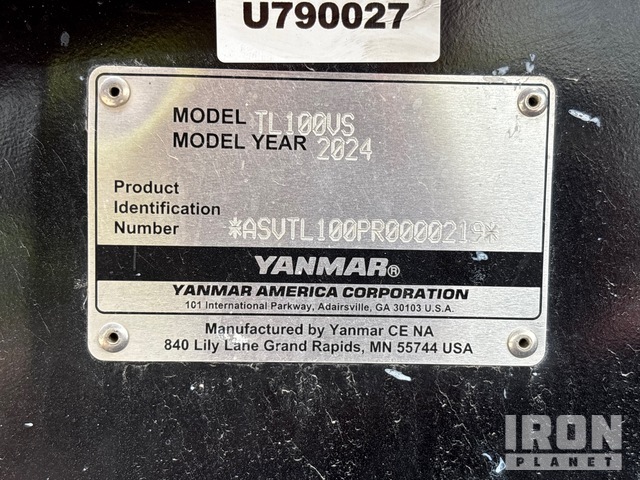 U790027
MODEL TL100VS
MODEL YEAR 2024
Product
Identification
Number *ASVTL100PR0000219*
YANMAR®
YANMAR AMERICA CORPORATION
101 International Parkway, Adairsville, GA 30103 U.S.A.
Manufactured by Yanmar CE NA
840 Lily Lane Grand Rapids, MN 55744 USA
IRON
PLANET